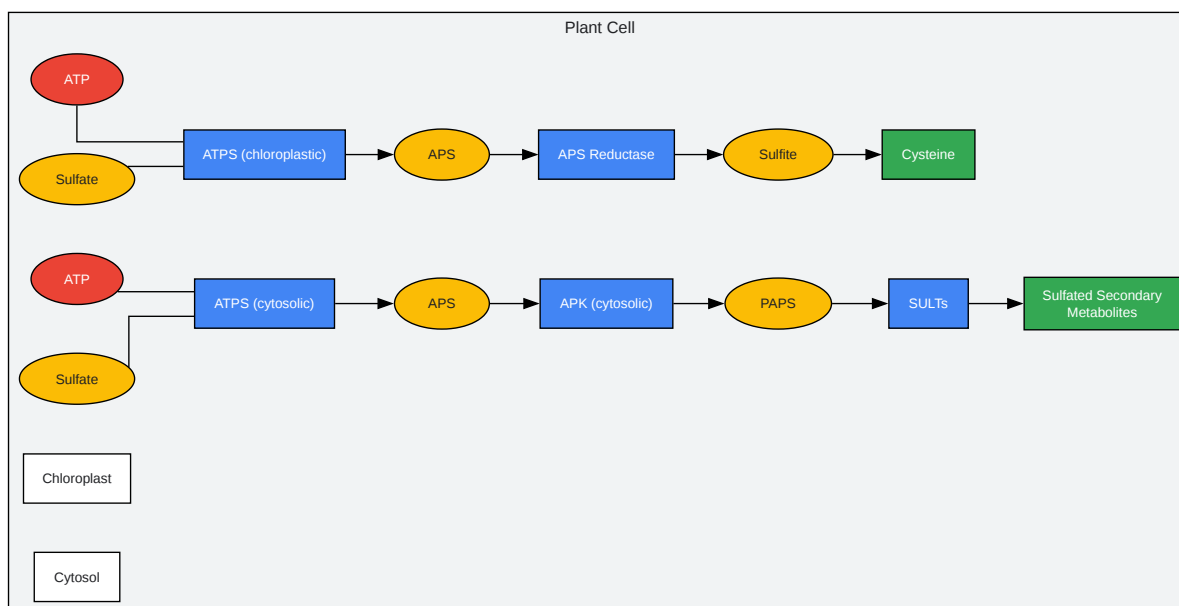 Plant Cell
ATP
Sulfate
ATPS (chloroplastic)
APS
APS Reductase
Sulfite
Cysteine
ATP
Sulfate
ATPS (cytosolic)
APS
APK (cytosolic)
PAPS
SULTs
Sulfated Secondary
Metabolites
Chloroplast
Cytosol